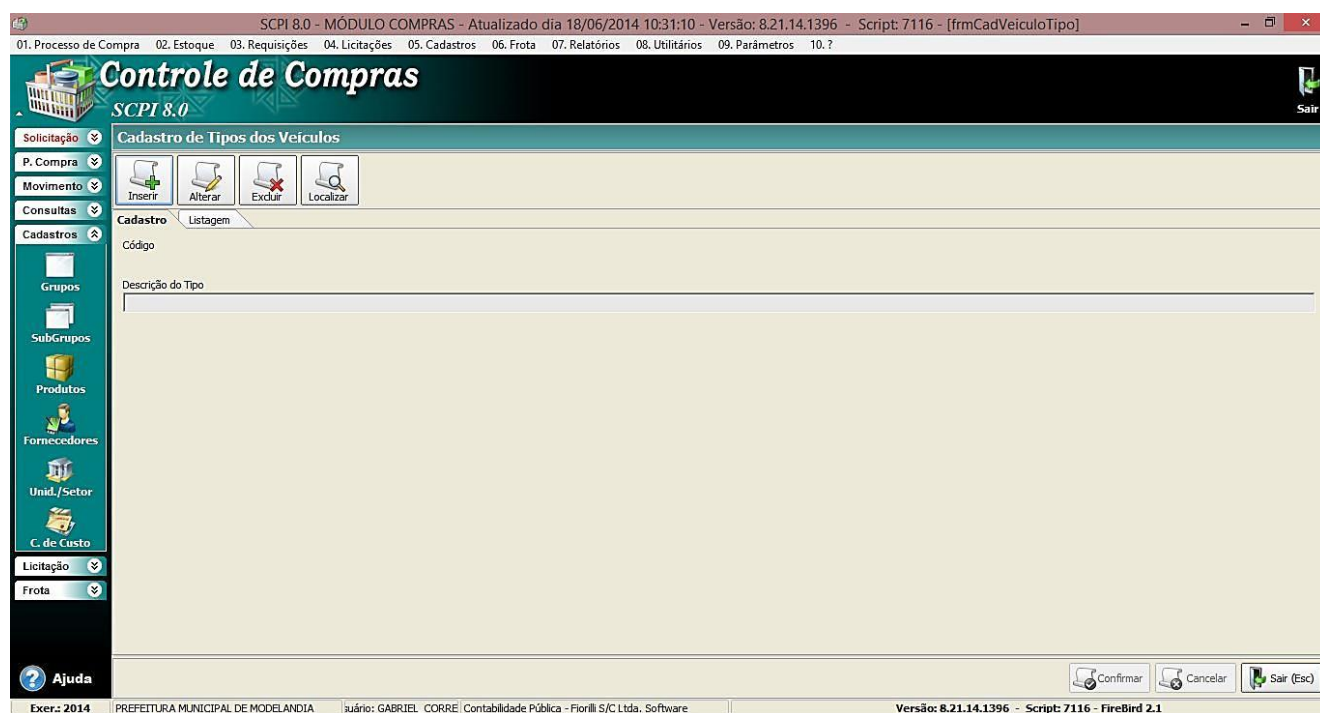 SCPI 8.0 - MÓDULO COMPRAS - Atualizado dia 18/06/2014 10:31:10 - Versão: 8.21.14.1396 - Script: 7116 - [frmCadVeiculoTipo]
01. Processo de Compra 02. Estoque 03. Requisições 04. Licitações 05. Cadastros 06. Frota 07. Relatórios 08. Utilitários 09. Parâmetros 10. ?
Controle de Compras
SCPI 8.0
Sair
Solicitação
Cadastro de Tipos dos Veículos
P. Compra
Movimento
Inserir Alterar Excluir Localizar
Consultas
Cadastro Listagem
Cadastros
Código
Grupos
Descrição do Tipo
SubGrupos
Produtos
Fornecedores
Unid./Setor
C. de Custo
Licitação
Frota
Ajuda
Confirmar Cancelar Sair (Esc)
Exer.: 2014 PREFEITURA MUNICIPAL DE MODELANDIA suário: GABRIEL CORRE Contabilidade Pública - Fiorilli S/C Ltda. Software Versão: 8.21.14.1396 - Script: 7116 - FireBird 2.1